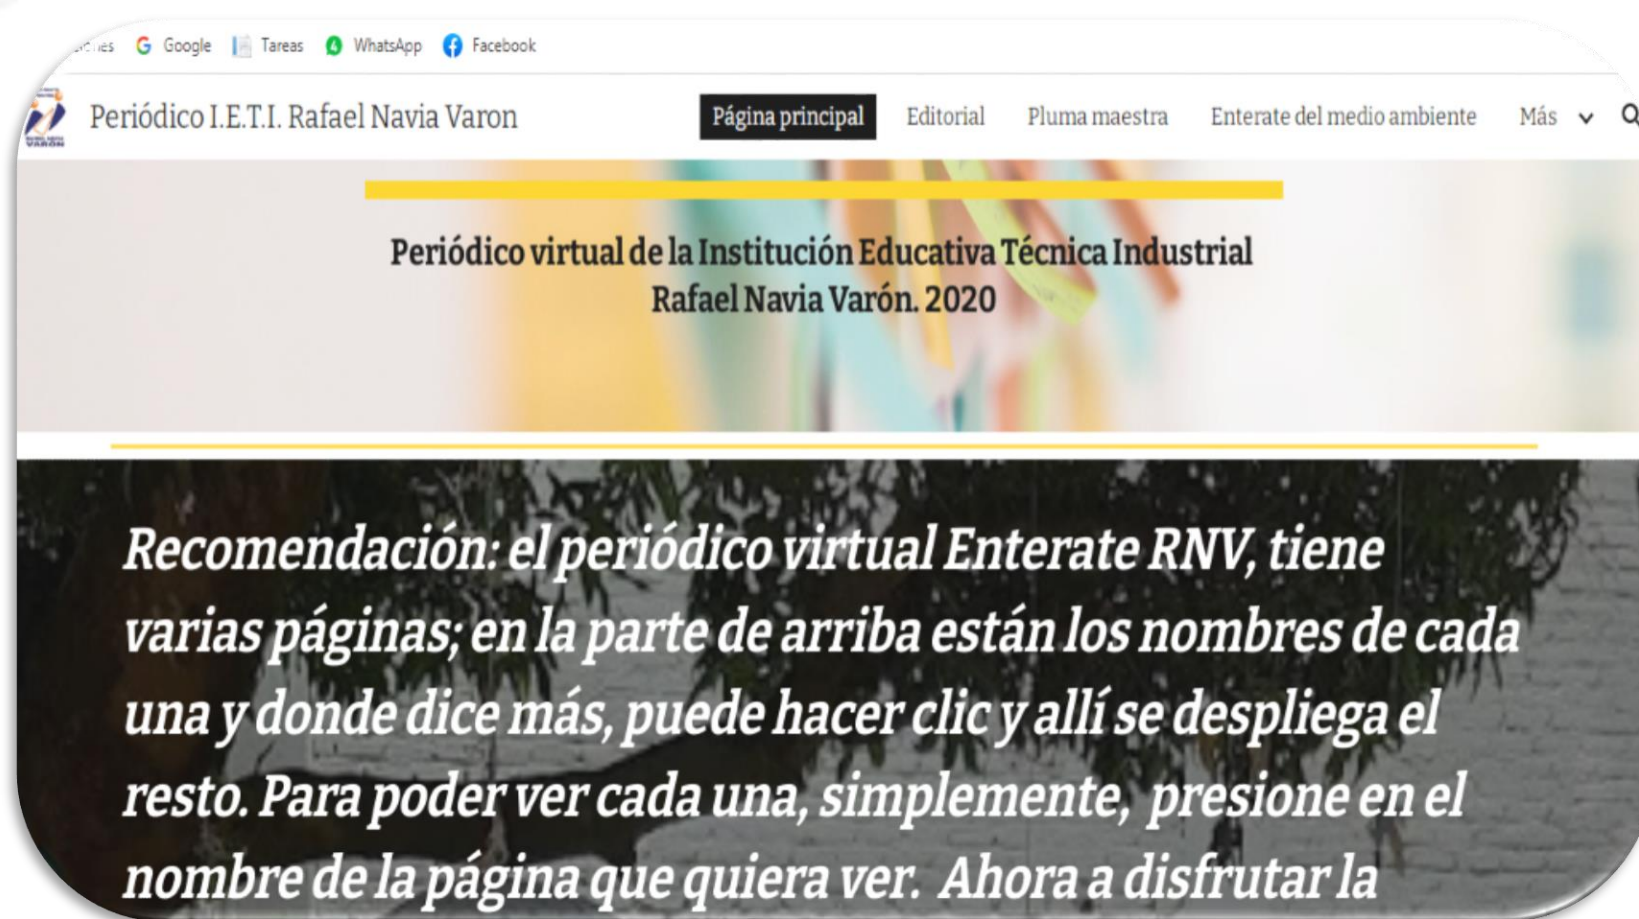 Google Tareas WhatsApp Facebook
Periódico I.E.T.I. Rafael Navia Varon
Página principal Editorial Pluma maestra Enterate del medio ambiente Más
VARÓN
Periódico virtual de la Institución Educativa Técnica Industrial
Rafael Navia Varón. 2020
Recomendación: el periódico virtual Enterate RNV, tiene
varias páginas; en la parte de arriba están los nombres de cada
una y donde dice más, puede hacer clic y allí se despliega el
resto. Para poder ver cada una, simplemente, presione en el
nombre de la página que quiera ver. Ahora a disfrutar la